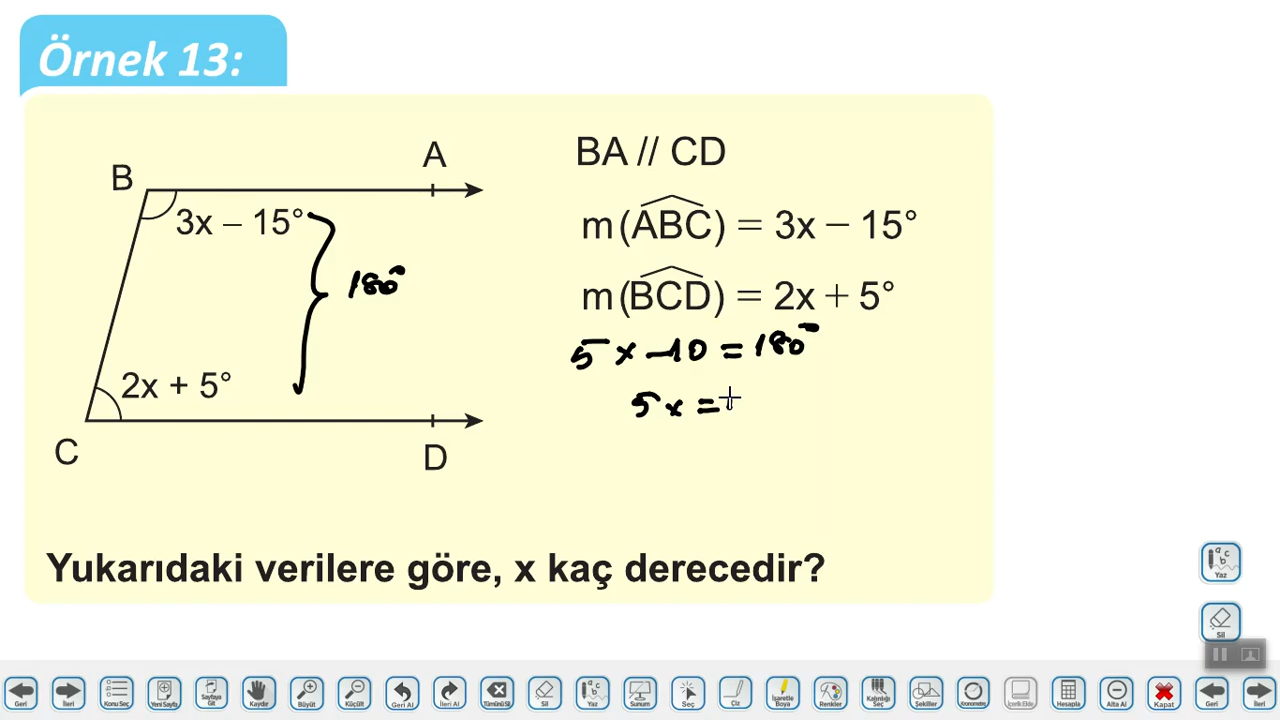 Örnek 13:
A
B
3x – 15°
180°
2x + 5°
C
D
BA // CD
m(ABC) = 3x – 15°
m(BCD) = 2x + 5°
5x – 10 = 180°
5x =
Yukarıdaki verilere göre, x kaç derecedir?
Yaz
Sil
Geri
İleri
Konu Seç
Yeni Sayfa
Sayfaya Git
Kaydır
Büyüt
Küçült
Geri Al
İleri Al
Tümünü Sil
Sil
Yaz
Sunum
Seç
Çiz
İşaretle Boya
Renkler
Kalınlığı Seç
Şekiller
Kronometre
İçerik Ekle
Hesapla
Alta Al
Kapat
Geri
İleri